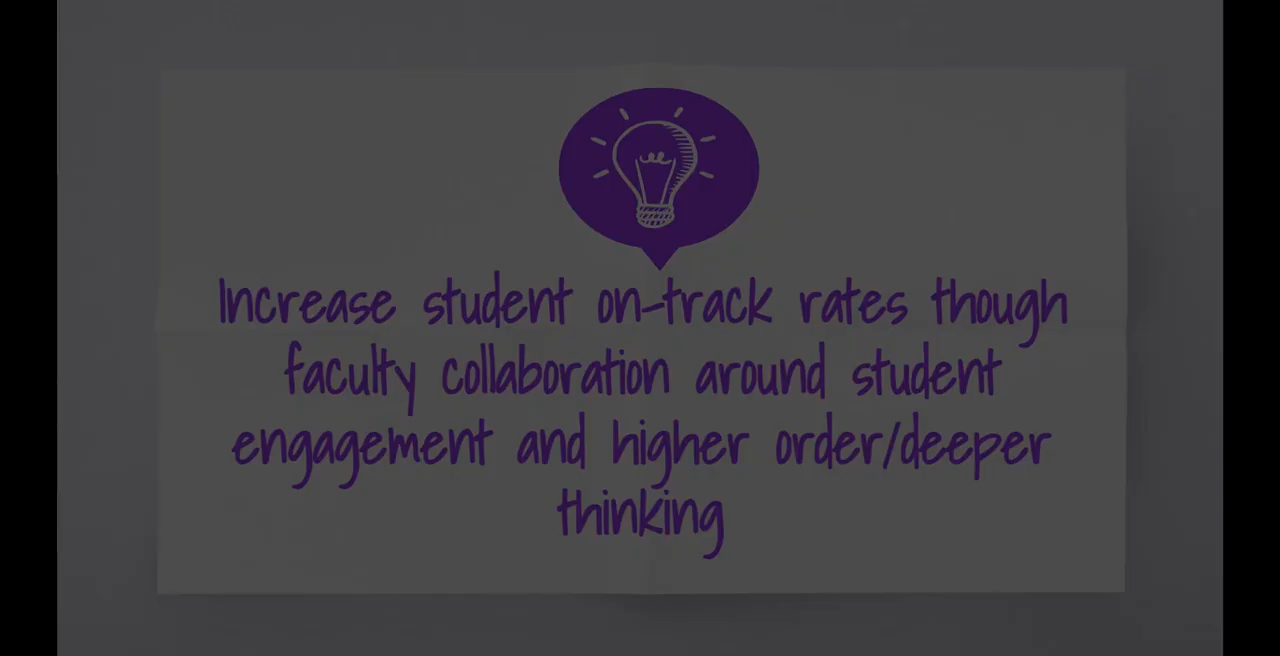 Increase student on-track rates though
faculty collaboration around student
engagement and higher order/deeper
thinking